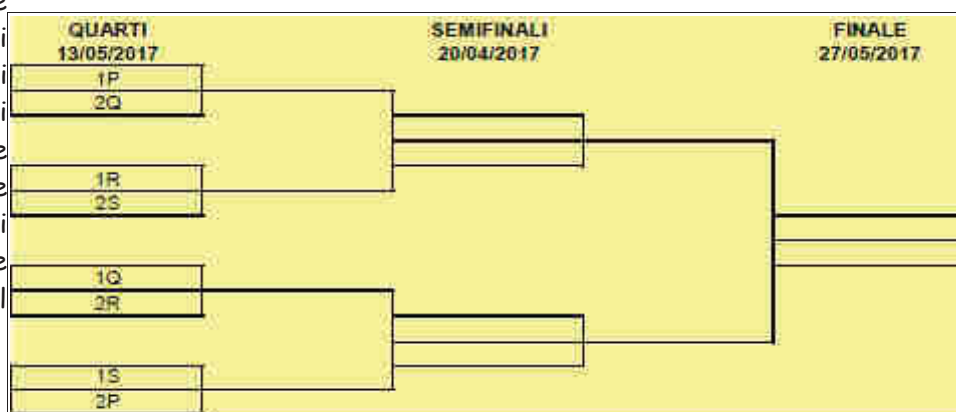 QUARTI SEMIFINALI FINALE
13/05/2017 20/04/2017 27/05/2017
1P
2Q
1R
2S
1Q
2R
1S
2P